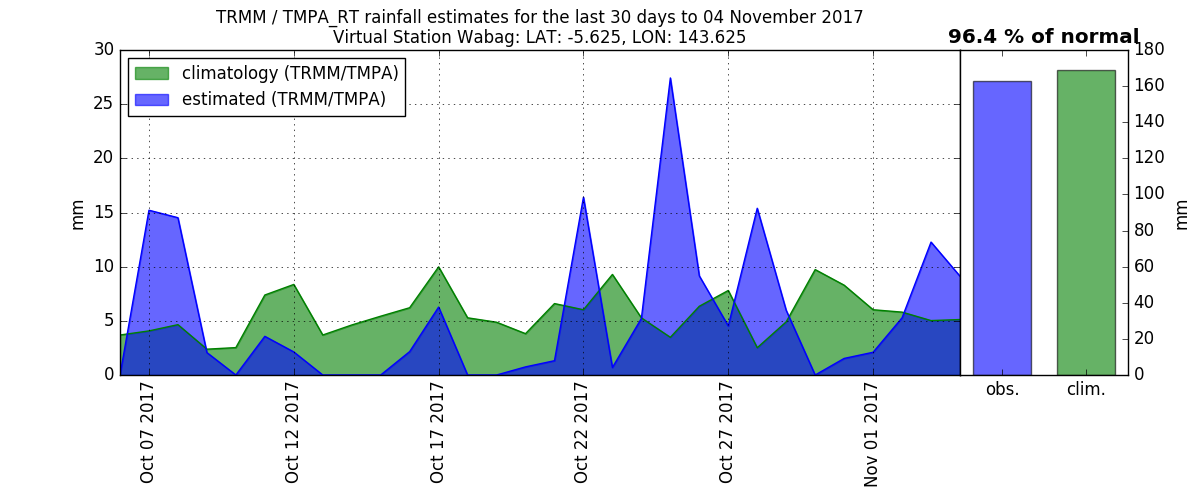 TRMM / TMPA_RT rainfall estimates for the last 30 days to 04 November 2017
Virtual Station Wabag: LAT: -5.625, LON: 143.625
96.4 % of normal
climatology (TRMM/TMPA)
estimated (TRMM/TMPA)
mm
30
25
20
15
10
5
0
Oct 07 2017
Oct 12 2017
Oct 17 2017
Oct 22 2017
Oct 27 2017
Nov 01 2017
obs.
clim.
180
160
140
120
100
80
60
40
20
0
mm